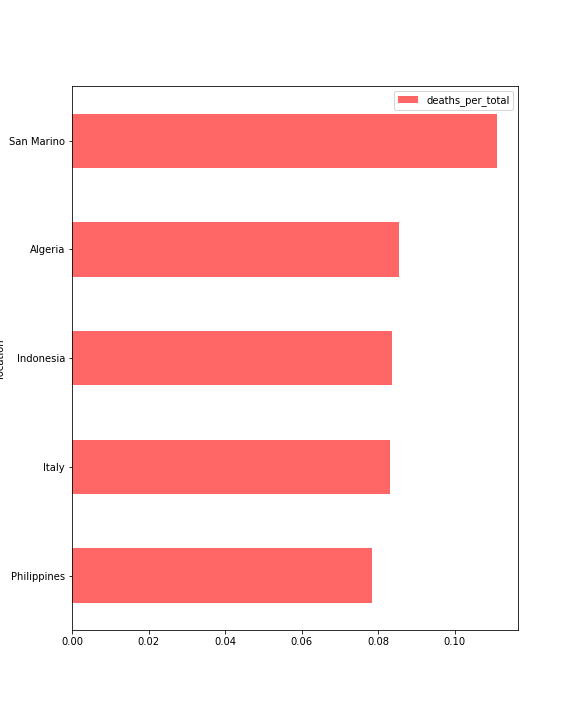 deaths_per_total
San Marino
Algeria
Indonesia
location
Italy
Philippines
0.00 0.02 0.04 0.06 0.08 0.10